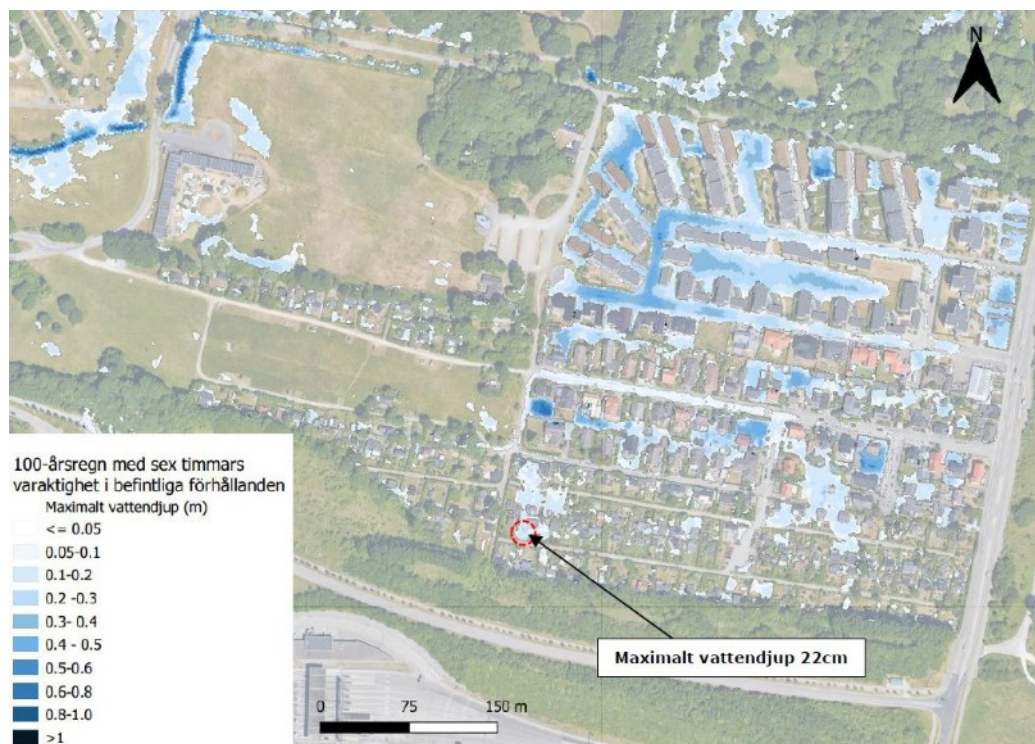 N
100-årsregn med sex timmars
varaktighet i befintliga förhållanden
Maximalt vattendjup (m)
<= 0.05
0.05-0.1
0.1-0.2
0.2 -0.3
0.3- 0.4
0.4 - 0.5
0.5-0.6
0.6-0.8
0.8-1.0
>1
Maximalt vattendjup 22cm
0 75 150 m